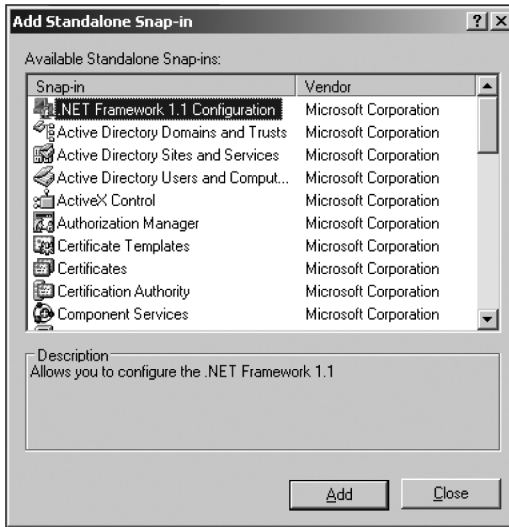 Add Standalone Snap-in
Available Standalone Snap-ins:
Snap-in Vendor
.NET Framework 1.1 Configuration Microsoft Corporation
Active Directory Domains and Trusts Microsoft Corporation
Active Directory Sites and Services Microsoft Corporation
Active Directory Users and Comput... Microsoft Corporation
ActiveX Control Microsoft Corporation
Authorization Manager Microsoft Corporation
Certificate Templates Microsoft Corporation
Certificates Microsoft Corporation
Certification Authority Microsoft Corporation
Component Services Microsoft Corporation
Description
Allows you to configure the .NET Framework 1.1
Add Close